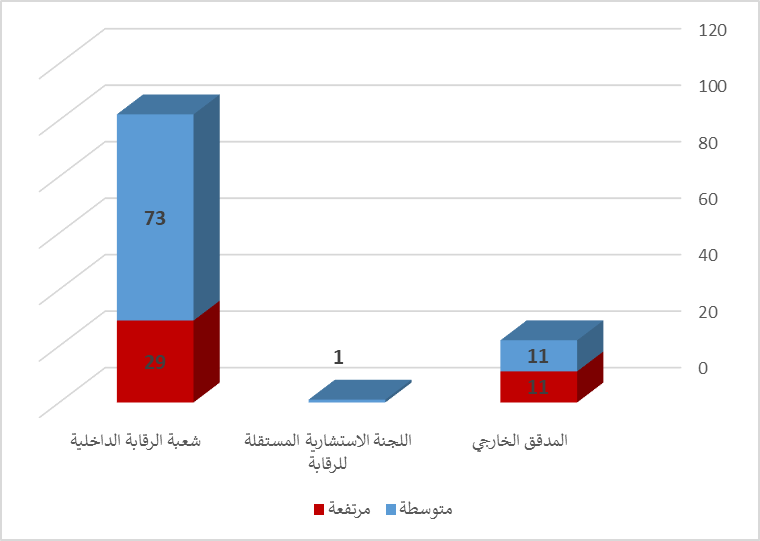 120
100
80
60
40
20
0
73
29
1
11
11
المدقق الخارجي
اللجنة الاستشارية المستقلة
للرقابة
شعبة الرقابة الداخلية
متوسطة
مرتفعة